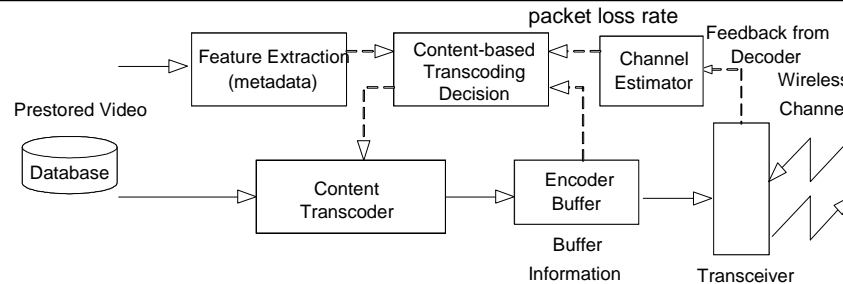 packet loss rate
Feature Extraction
(metadata)
Content-based
Transcoding
Decision
Channel
Estimator
Feedback from
Decoder
Wireless
Channel
Prestored Video
Database
Content
Transcoder
Encoder
Buffer
Buffer
Information
Transceiver